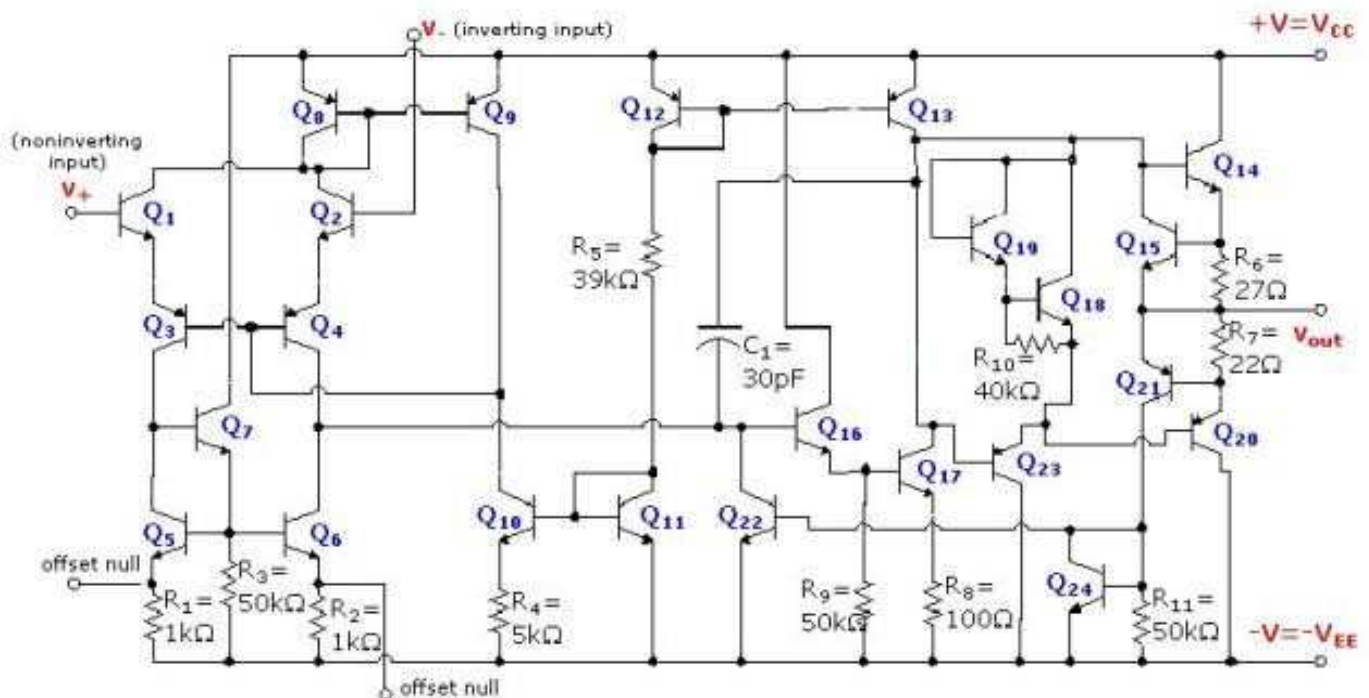 V₋ (inverting input)
+V=V_CC
Q₈
Q₉
Q₁₂
Q₁₃
(noninverting
input)
V₊
Q₁
Q₂
Q₁₄
Q₁₉
Q₁₅
R₅=
39kΩ
R₆=
27Ω
Q₁₈
Q₃
Q₄
V_out
C₁=
30pF
R₁₀=
40kΩ
R₇=
22Ω
Q₂₁
Q₇
Q₁₆
Q₂₀
Q₁₇
Q₂₃
Q₅
Q₆
Q₁₀
Q₁₁
Q₂₂
offset null
R₃=
50kΩ
Q₂₄
R₁=
1kΩ
R₂=
1kΩ
R₄=
5kΩ
R₉=
50kΩ
R₈=
100Ω
R₁₁=
50kΩ
-V=-V_EE
offset null